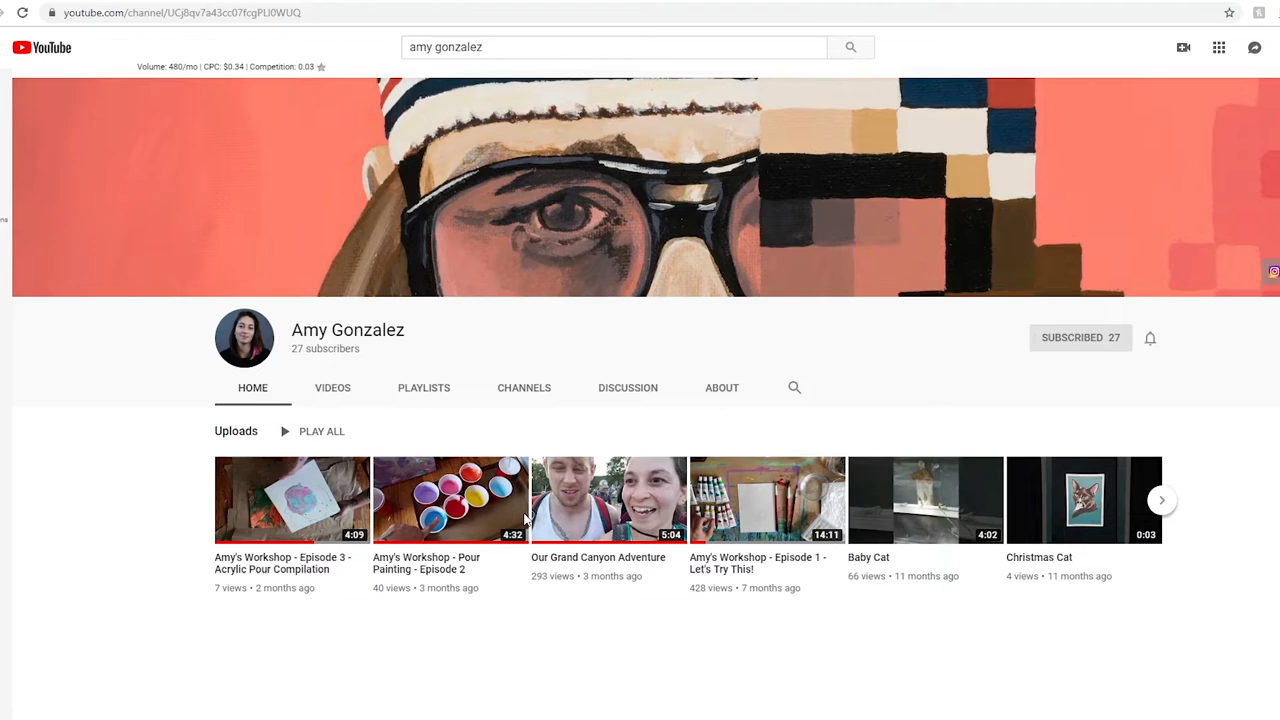 youtube.com/channel/UCj8qv7a43cc07fcgPLl0WUQ
YouTube
amy gonzalez
Volume: 480/mo | CPC: $0.34 | Competition: 0.03
Amy Gonzalez
27 subscribers
SUBSCRIBED 27
HOME VIDEOS PLAYLISTS CHANNELS DISCUSSION ABOUT
Uploads PLAY ALL
4:09 4:32 5:04 14:11 4:02 0:03
Amy's Workshop - Episode 3 -
Acrylic Pour Compilation
7 views • 2 months ago
Amy's Workshop - Pour
Painting - Episode 2
40 views • 3 months ago
Our Grand Canyon Adventure
293 views • 3 months ago
Amy's Workshop - Episode 1 -
Let's Try This!
428 views • 7 months ago
Baby Cat
66 views • 11 months ago
Christmas Cat
4 views • 11 months ago